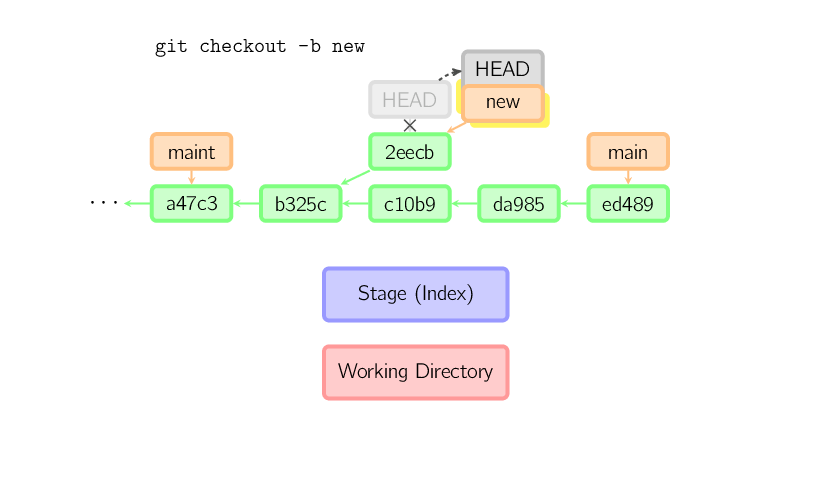 git checkout -b new
HEAD
HEAD
new
maint
2eecb
main
...
a47c3
b325c
c10b9
da985
ed489
Stage (Index)
Working Directory